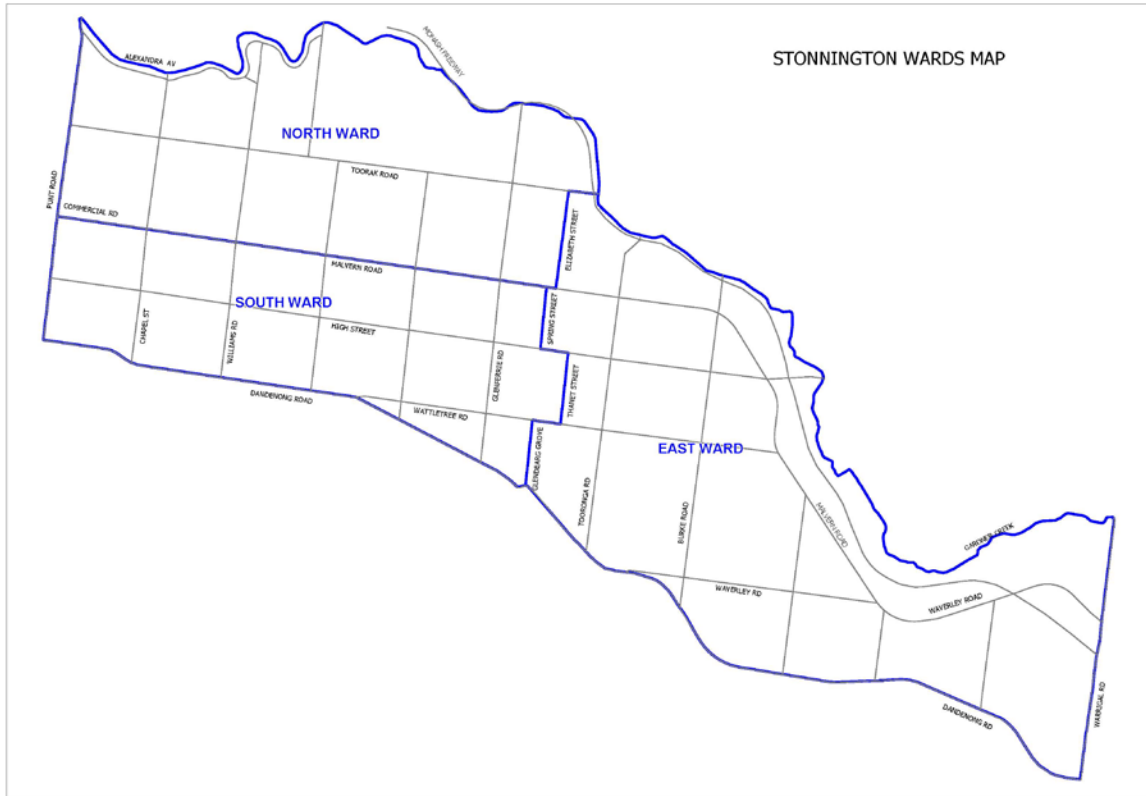 STONNINGTON WARDS MAP
MONASH FREEWAY
ALEXANDRA AV
NORTH WARD
TOORAK ROAD
PUNT ROAD
COMMERCIAL RD
ELIZABETH STREET
MALVERN ROAD
SOUTH WARD
SPRING STREET
CHAPEL ST
WILLIAMS RD
HIGH STREET
GLENFERRIE RD
THANET STREET
DANDENONG ROAD
WATTLETREE RD
GLENDEARG GROVE
EAST WARD
TOORONGA RD
BURKE ROAD
MALVERN ROAD
GARDINER CREEK
WAVERLEY RD
WAVERLEY ROAD
DANDENONG RD
WARRIGAL RD